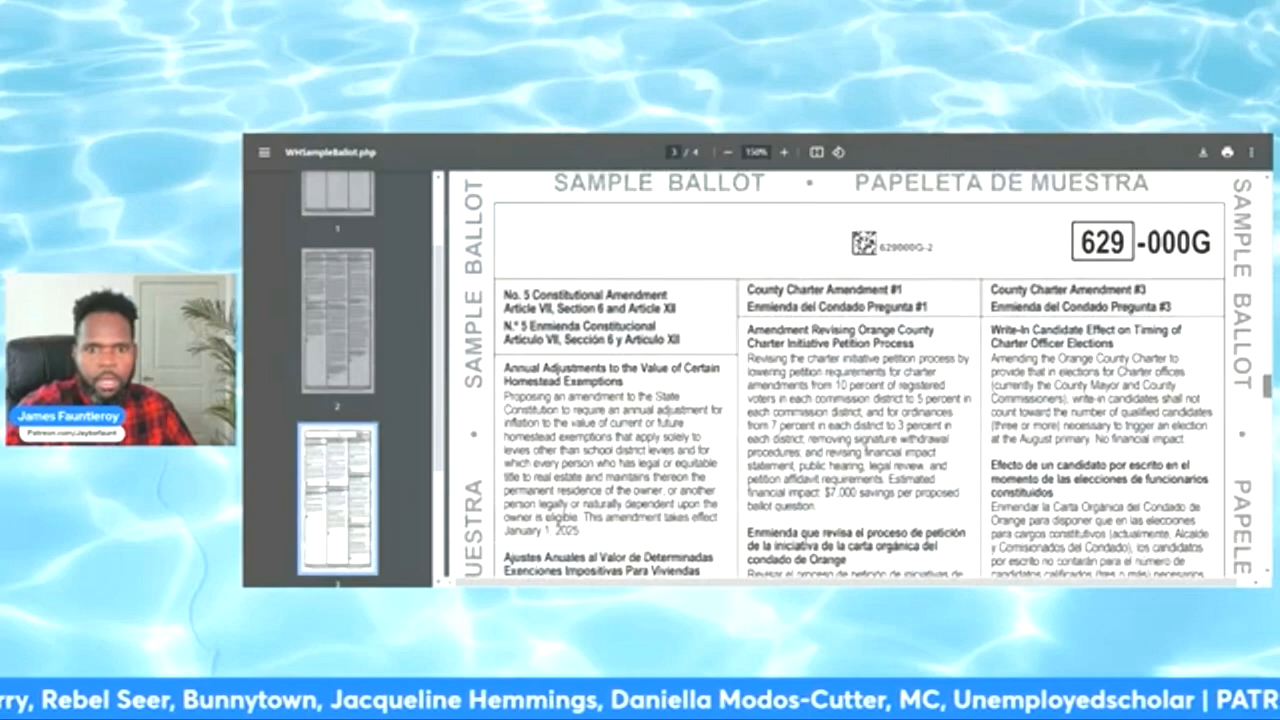 WHSampleBallot.php
3 / 4
150%
1
2
3
SAMPLE BALLOT • PAPELETA DE MUESTRA
SAMPLE BALLOT
•
UESTRA
SAMPLE BALLOT
•
PAPELE
629000G-2
629-000G
No. 5 Constitutional Amendment
Article VII, Section 6 and Article XII
N.º 5 Enmienda Constitucional
Artículo VII, Sección 6 y Artículo XII
Annual Adjustments to the Value of Certain
Homestead Exemptions
Proposing an amendment to the State
Constitution to require an annual adjustment for
inflation to the value of current or future
homestead exemptions that apply solely to
levies other than school district levies and for
which every person who has legal or equitable
title to real estate and maintains thereon the
permanent residence of the owner, or another
person legally or naturally dependent upon the
owner is eligible. This amendment takes effect
January 1, 2025.
Ajustes Anuales al Valor de Determinadas
Exenciones Impositivas Para Viviendas
County Charter Amendment #1
Enmienda del Condado Pregunta #1
Amendment Revising Orange County
Charter Initiative Petition Process
Revising the charter initiative petition process by
lowering petition requirements for charter
amendments from 10 percent of registered
voters in each commission district to 5 percent in
each commission district, and for ordinances
from 7 percent in each district to 3 percent in
each district; removing signature withdrawal
procedures; and revising financial impact
statement, public hearing, legal review, and
petition affidavit requirements. Estimated
financial impact: $7,000 savings per proposed
ballot question.
Enmienda que revisa el proceso de petición
de la iniciativa de la carta orgánica del
condado de Orange
Revisar el proceso de petición de iniciativas de
County Charter Amendment #3
Enmienda del Condado Pregunta #3
Write-In Candidate Effect on Timing of
Charter Officer Elections
Amending the Orange County Charter to
provide that in elections for Charter offices
(currently the County Mayor and County
Commissioners), write-in candidates shall not
count toward the number of qualified candidates
(three or more) necessary to trigger an election
at the August primary. No financial impact.
Efecto de un candidato por escrito en el
momento de las elecciones de funcionarios
constituidos
Enmendar la Carta Orgánica del Condado de
Orange para disponer que en las elecciones
para cargos constitutivos (actualmente, Alcalde
y Comisionados del Condado), los candidatos
por escrito no contarán para el número de
candidatos calificados (tres o más) necesarios
James Fauntleroy
Patreon.com/Jaytofaunt
rry, Rebel Seer, Bunnytown, Jacqueline Hemmings, Daniella Modos-Cutter, MC, Unemployedscholar | PATR